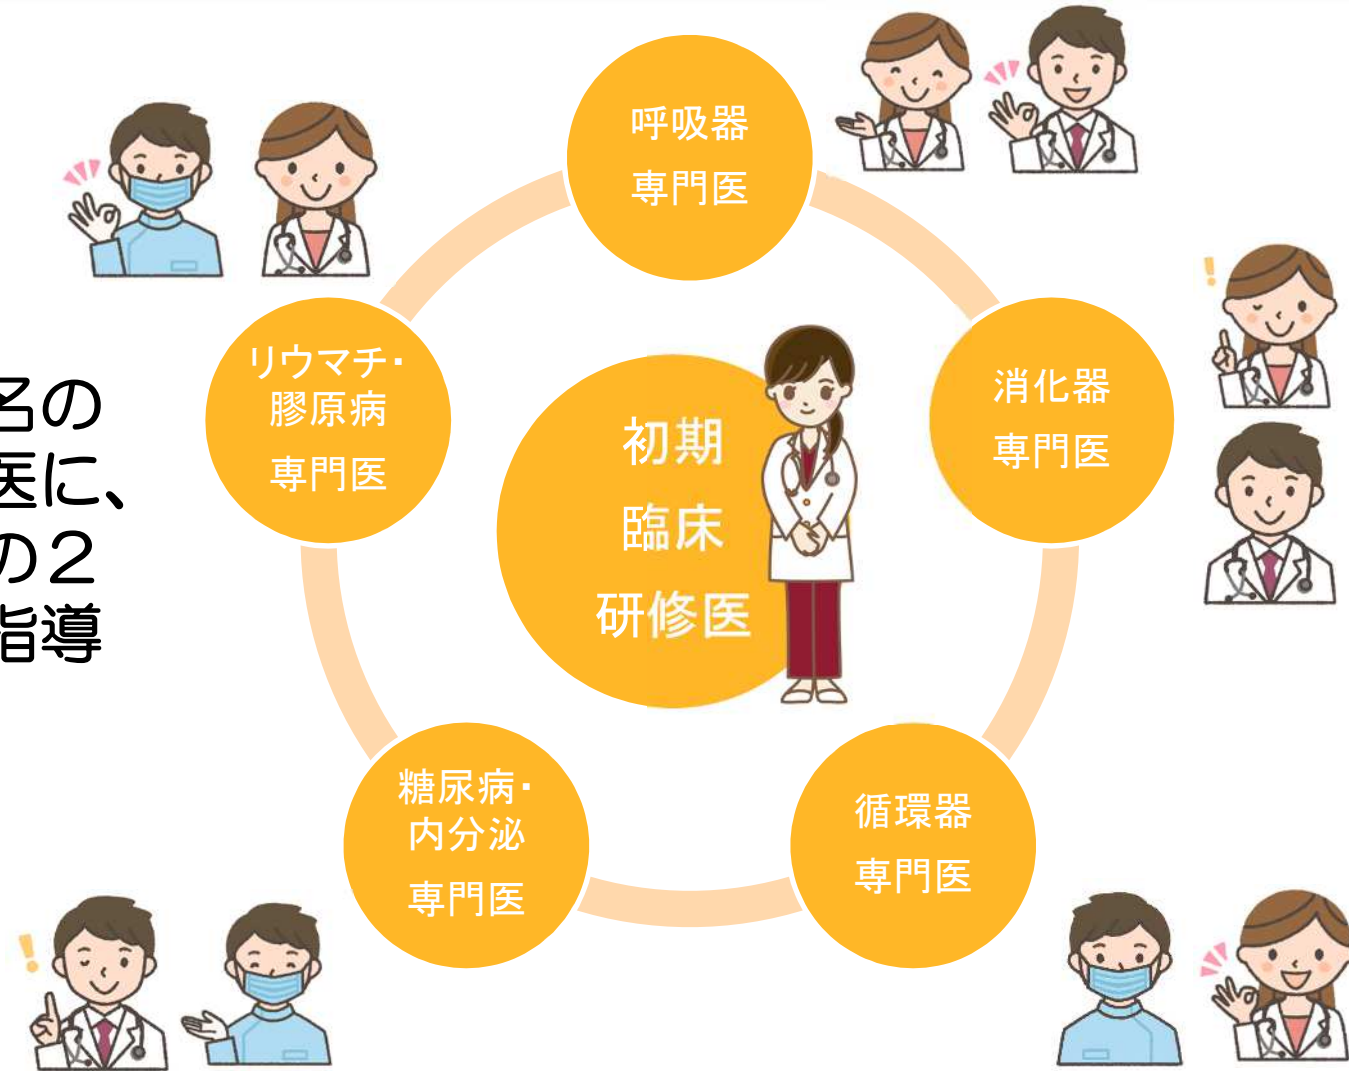 呼吸器
専門医
リウマチ・
膠原病
専門医
消化器
専門医
名の
医に、
の２
指導
初期
臨床
研修医
糖尿病・
内分泌
専門医
循環器
専門医